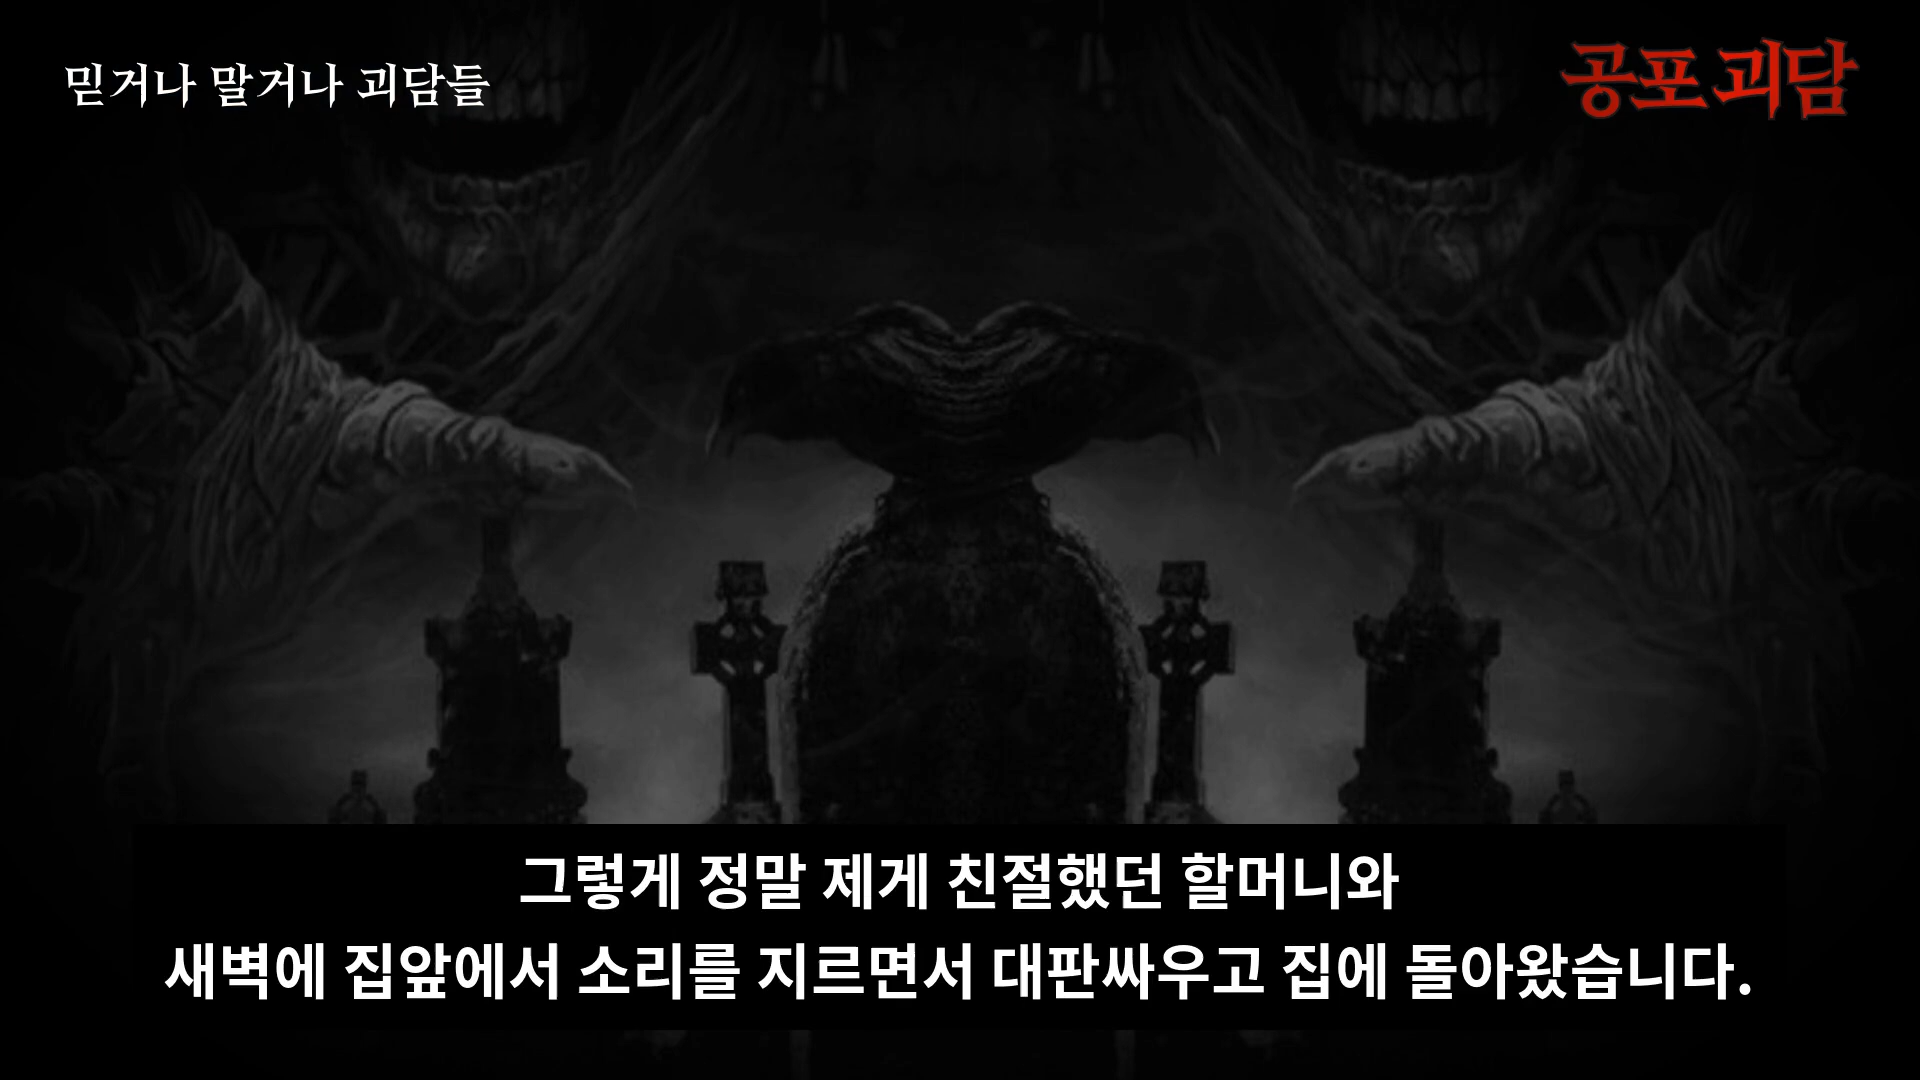 믿거나 말거나 괴담들
공포 괴담
그렇게 정말 제게 친절했던 할머니와
새벽에 집앞에서 소리를 지르면서 대판싸우고 집에 돌아왔습니다.